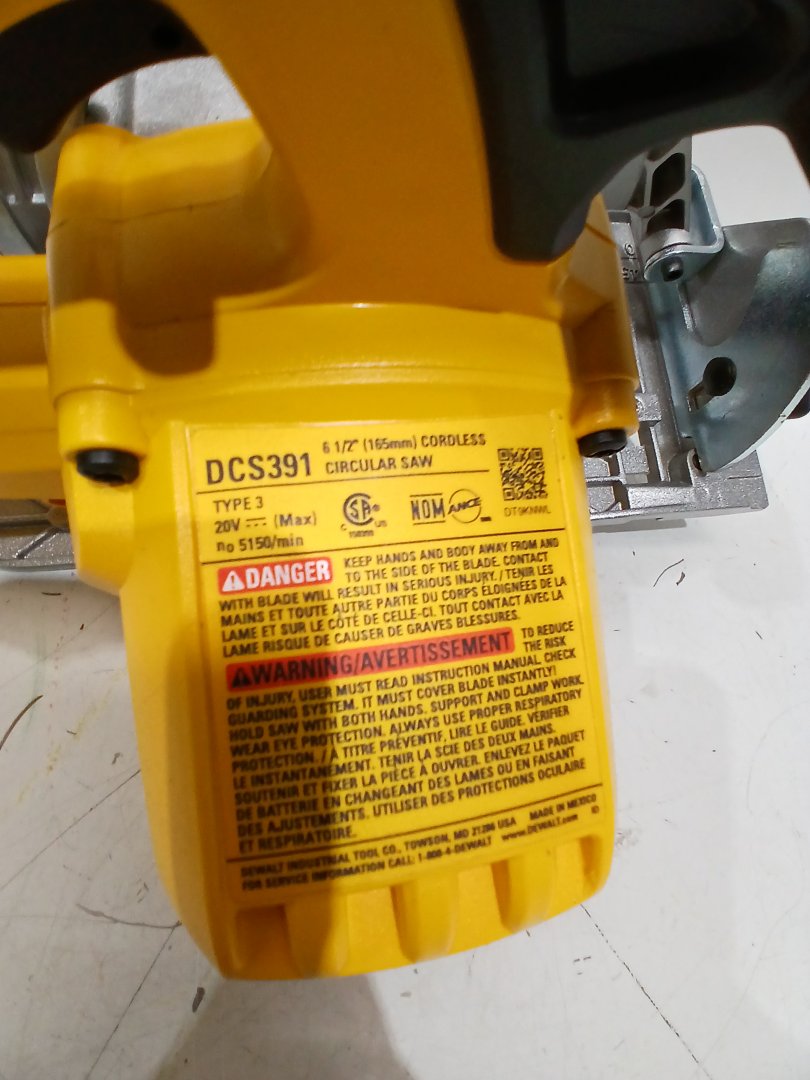 6 1/2" (165mm) CORDLESS
DCS391 CIRCULAR SAW
TYPE 3
20V (Max)
n0 5150/min
C SA US
NOM ANCE
DT9KNWL
DANGER KEEP HANDS AND BODY AWAY FROM AND
TO THE SIDE OF THE BLADE. CONTACT
WITH BLADE WILL RESULT IN SERIOUS INJURY. / TENIR LES
MAINS ET TOUTE AUTRE PARTIE DU CORPS ÉLOIGNÉES DE LA
LAME ET SUR LE CÔTÉ DE CELLE-CI. TOUT CONTACT AVEC LA
LAME RISQUE DE CAUSER DE GRAVES BLESSURES.
WARNING/AVERTISSEMENT TO REDUCE
THE RISK
OF INJURY, USER MUST READ INSTRUCTION MANUAL. CHECK
GUARDING SYSTEM. IT MUST COVER BLADE INSTANTLY!
HOLD SAW WITH BOTH HANDS. SUPPORT AND CLAMP WORK.
WEAR EYE PROTECTION. ALWAYS USE PROPER RESPIRATORY
PROTECTION. / À TITRE PRÉVENTIF, LIRE LE GUIDE. VÉRIFIER
LE INSTANTANÉMENT. TENIR LA SCIE DES DEUX MAINS.
SOUTENIR ET FIXER LA PIÈCE À OUVRER. ENLEVEZ LE PAQUET
DE BATTERIE EN CHANGEANT DES LAMES OU EN FAISANT
DES AJUSTEMENTS. UTILISER DES PROTECTIONS OCULAIRE
ET RESPIRATOIRE.
DEWALT INDUSTRIAL TOOL CO., TOWSON, MD 21286 USA MADE IN MEXICO
FOR SERVICE INFORMATION CALL: 1-800-4-DEWALT www.DEWALT.com ID